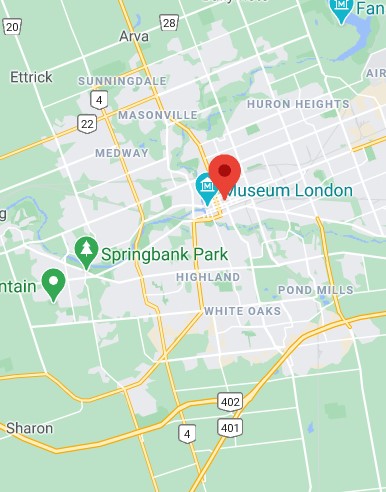 20
28
Fan
Arva
Ettrick
SUNNINGDALE
4
AIR
MASONVILLE
HURON HEIGHTS
22
MEDWAY
Museum London
Springbank Park
HIGHLAND
ntain
POND MILLS
WHITE OAKS
402
Sharon
4
401